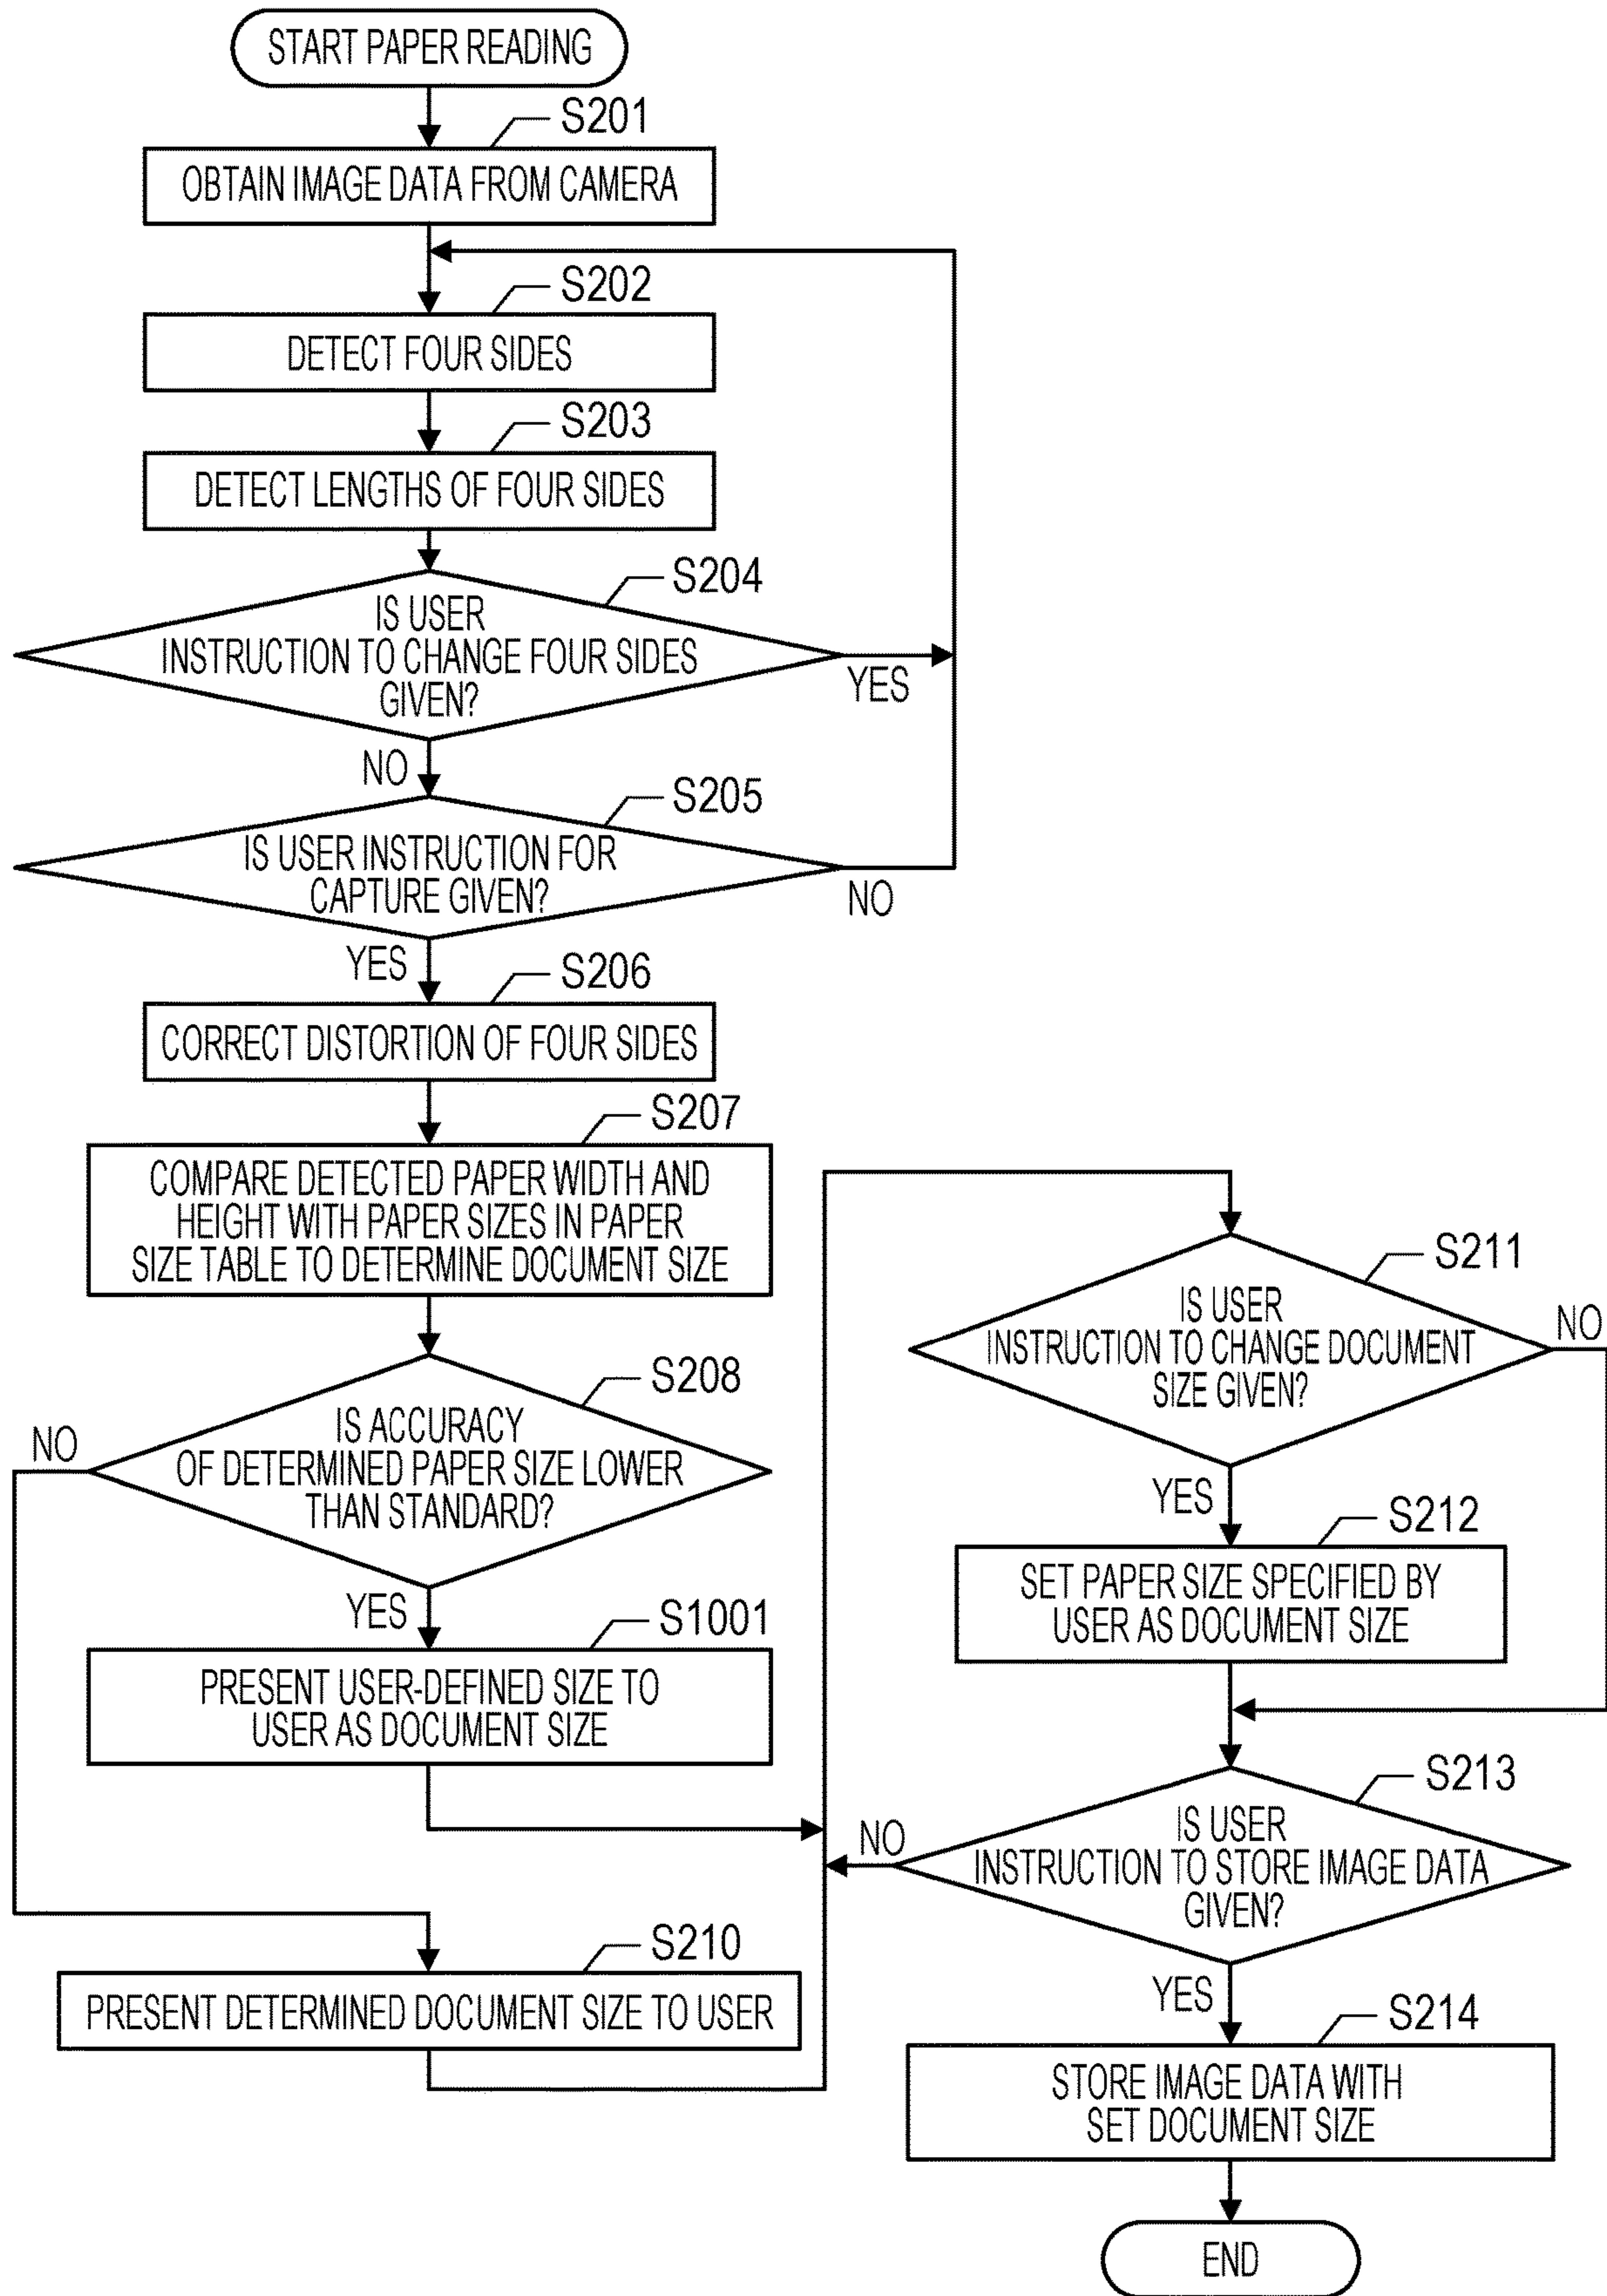 START PAPER READING
S201
OBTAIN IMAGE DATA FROM CAMERA
S202
DETECT FOUR SIDES
S203
DETECT LENGTHS OF FOUR SIDES
S204
IS USER
INSTRUCTION TO CHANGE FOUR SIDES
GIVEN?
YES
NO
S205
IS USER INSTRUCTION FOR
CAPTURE GIVEN?
NO
YES
S206
CORRECT DISTORTION OF FOUR SIDES
S207
COMPARE DETECTED PAPER WIDTH AND
HEIGHT WITH PAPER SIZES IN PAPER
SIZE TABLE TO DETERMINE DOCUMENT SIZE
S208
IS ACCURACY
OF DETERMINED PAPER SIZE LOWER
THAN STANDARD?
NO
YES
S1001
PRESENT USER-DEFINED SIZE TO
USER AS DOCUMENT SIZE
S210
PRESENT DETERMINED DOCUMENT SIZE TO USER
S211
IS USER
INSTRUCTION TO CHANGE DOCUMENT
SIZE GIVEN?
NO
YES
S212
SET PAPER SIZE SPECIFIED BY
USER AS DOCUMENT SIZE
S213
IS USER
INSTRUCTION TO STORE IMAGE DATA
GIVEN?
NO
YES
S214
STORE IMAGE DATA WITH
SET DOCUMENT SIZE
END